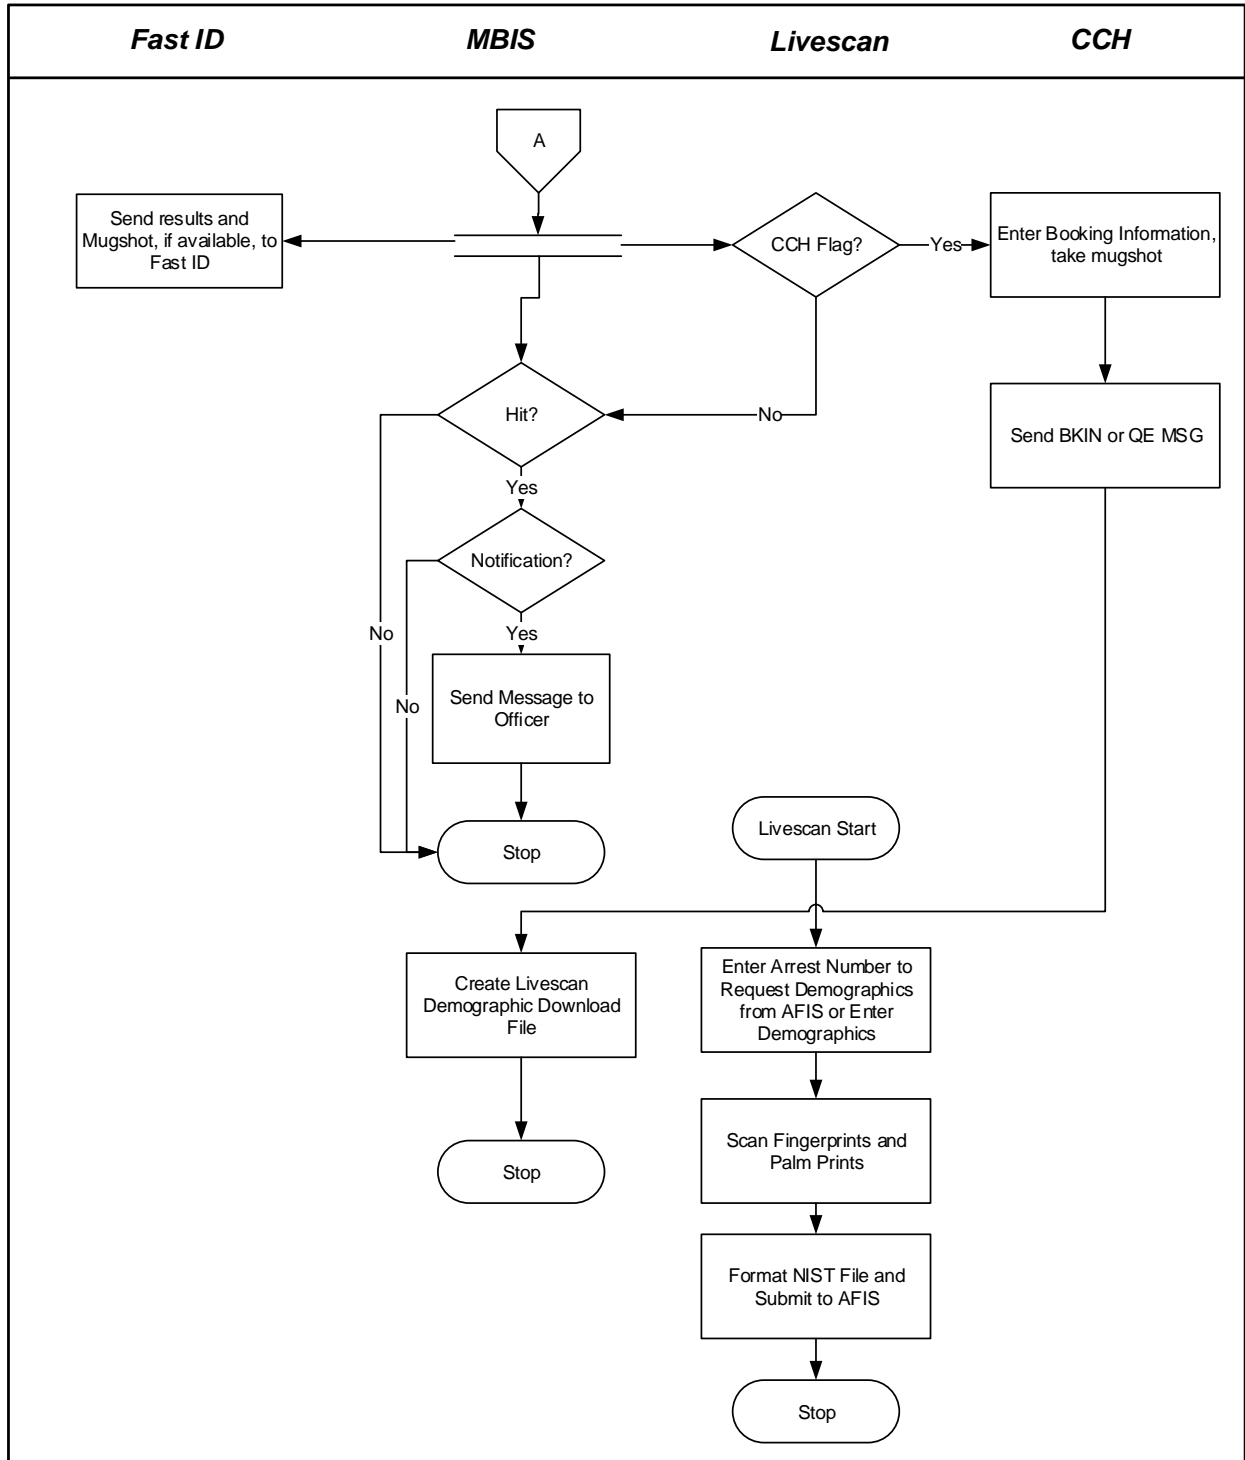 Fast ID
MBIS
Livescan
CCH
A
Send results and
Mugshot, if available, to
Fast ID
CCH Flag?
Yes
Enter Booking Information,
take mugshot
Hit?
No
Send BKIN or QE MSG
Yes
Notification?
No
Yes
No
Send Message to
Officer
Stop
Livescan Start
Create Livescan
Demographic Download
File
Enter Arrest Number to
Request Demographics
from AFIS or Enter
Demographics
Scan Fingerprints and
Palm Prints
Stop
Format NIST File and
Submit to AFIS
Stop